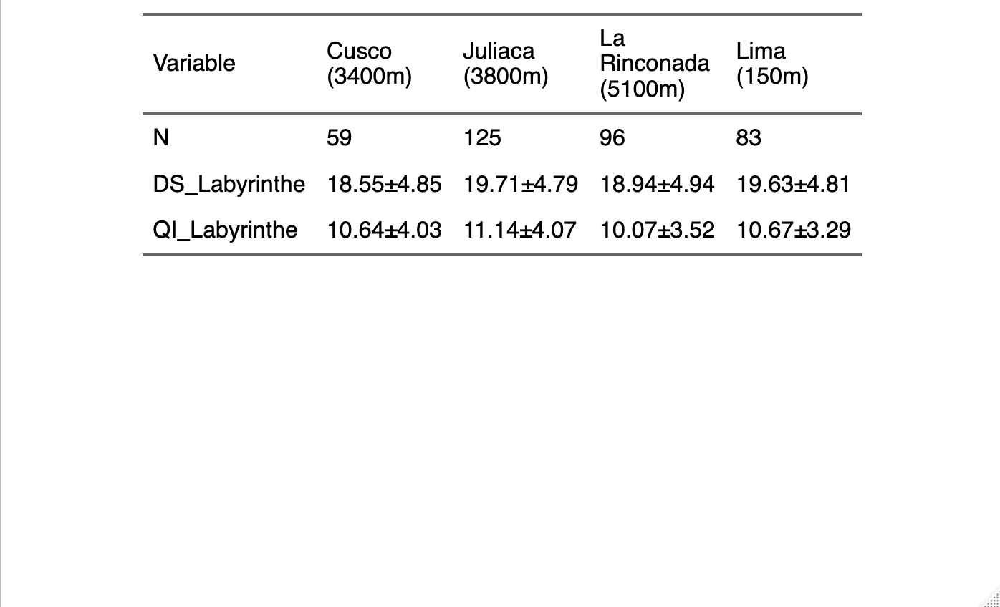 Variable Cusco (3400m) Juliaca (3800m) La Rinconada (5100m) Lima (150m)
N 59 125 96 83
DS_Labyrinthe 18.55±4.85 19.71±4.79 18.94±4.94 19.63±4.81
QI_Labyrinthe 10.64±4.03 11.14±4.07 10.07±3.52 10.67±3.29